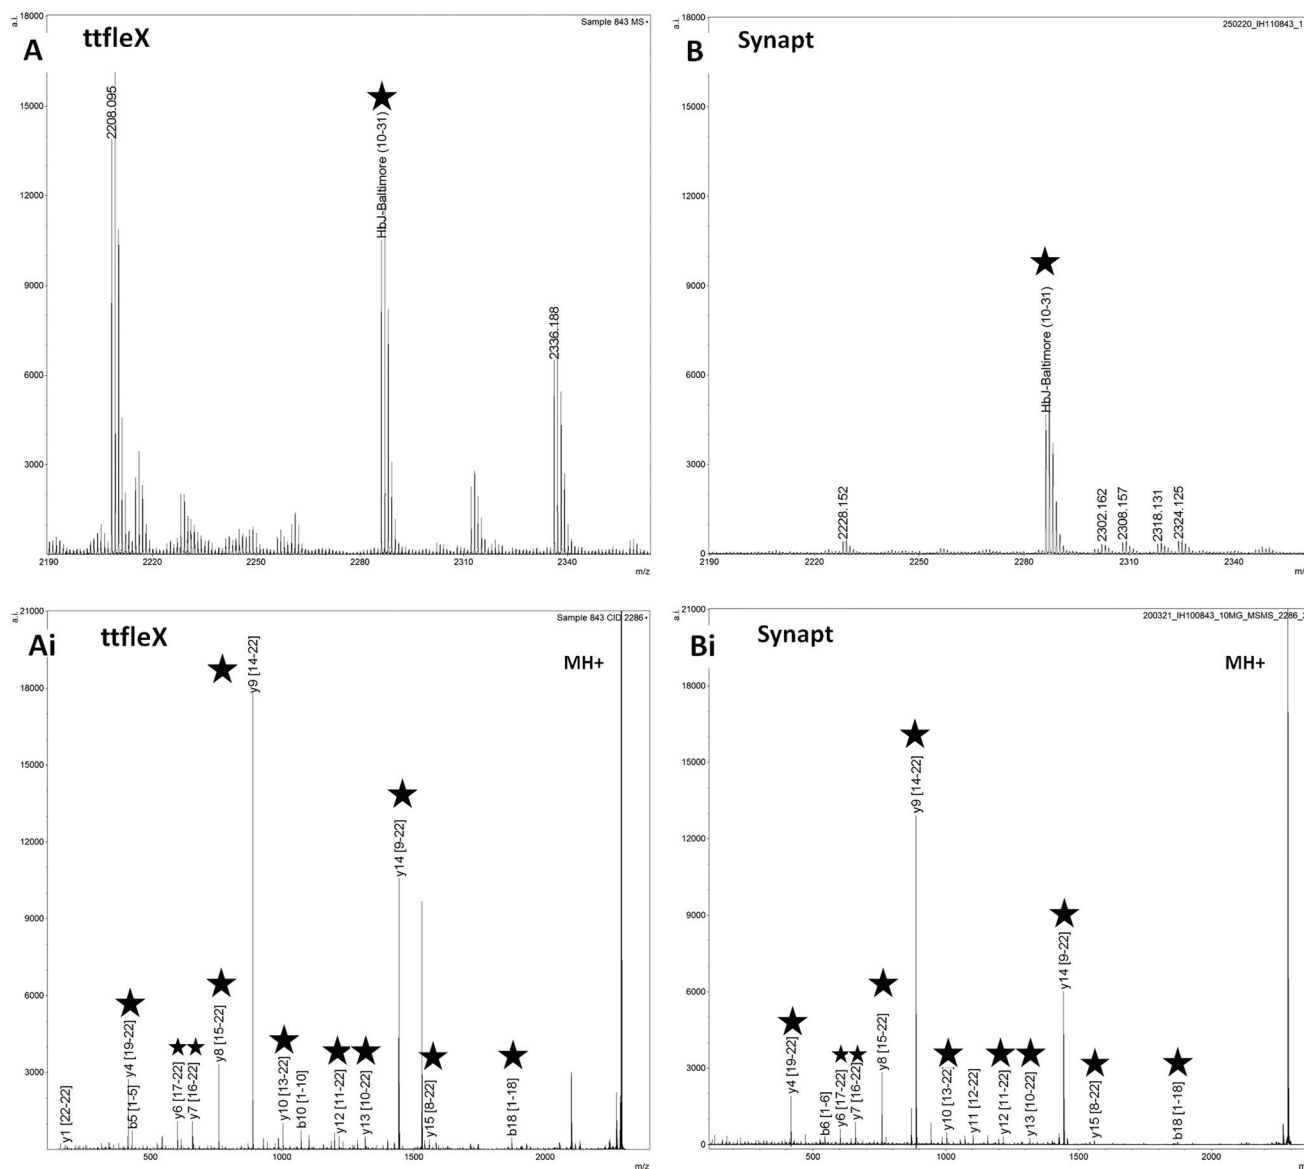 A
ttfleX
Sample 843 MS
a.i.
18000
15000
12000
9000
6000
3000
2208.095
HbJ-Baltimore (10-31)
2336.188
2190
2220
2250
2280
2310
2340
m/z
B
Synapt
250220_IH110843_1
a.i.
18000
15000
12000
9000
6000
3000
2228.152
HbJ-Baltimore (10-31)
2302.162
2308.157
2318.131
2324.125
2190
2220
2250
2280
2310
2340
m/z
Ai
ttfleX
Sample 843 CID 2286
MH+
a.i.
21000
18000
15000
12000
9000
6000
3000
y1 [22-22]
y4 [19-22]
b5 [1-5]
y6 [17-22]
y7 [16-22]
y8 [15-22]
y9 [14-22]
y10 [13-22]
b10 [1-10]
y12 [11-22]
y13 [10-22]
y14 [9-22]
y15 [8-22]
b18 [1-18]
500
1000
1500
2000
m/z
Bi
Synapt
200321_IH100843_10MG_MSMS_2286_
MH+
a.i.
21000
18000
15000
12000
9000
6000
3000
y4 [19-22]
b6 [1-6]
y6 [17-22]
y7 [16-22]
y8 [15-22]
y9 [14-22]
y10 [13-22]
y11 [12-22]
y12 [11-22]
y13 [10-22]
y14 [9-22]
y15 [8-22]
b18 [1-18]
500
1000
1500
2000
m/z